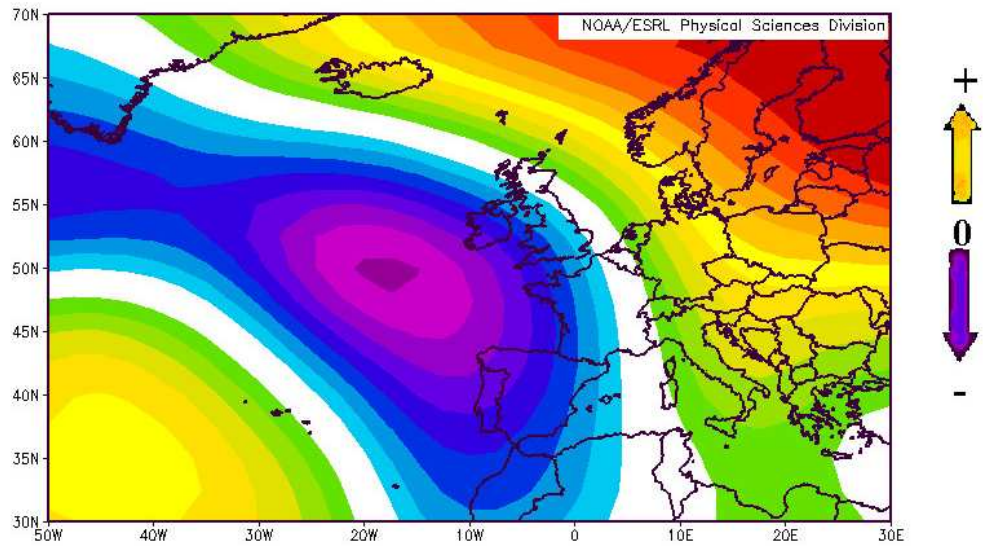 NOAA/ESRL Physical Sciences Division
70N
65N
60N
55N
50N
45N
40N
35N
30N
50W 40W 30W 20W 10W 0 10E 20E 30E
+
0
-